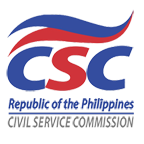 CSC
Republic of the Philippines
CIVIL SERVICE COMMISSION